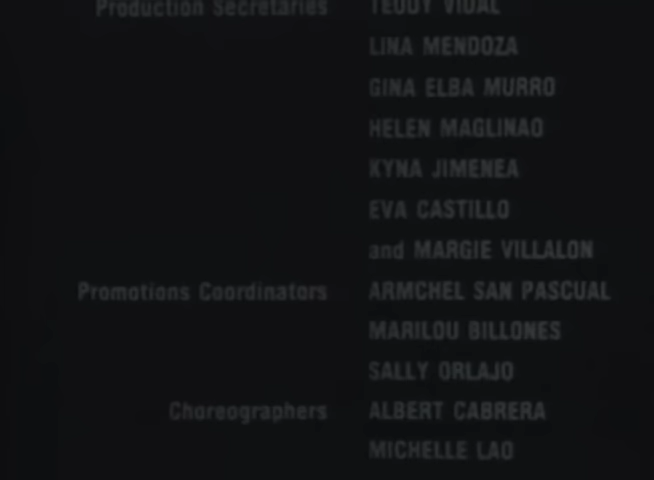 Production Secretaries TEDDY VIDAL
LINA MENDOZA
GINA ELBA MURRO
HELEN MAGLINAO
KYNA JIMENEA
EVA CASTILLO
and MARGIE VILLALON
Promotions Coordinators ARMCHEL SAN PASCUAL
MARILOU BILLONES
SALLY ORLAJO
Choreographers ALBERT CABRERA
MICHELLE LAO